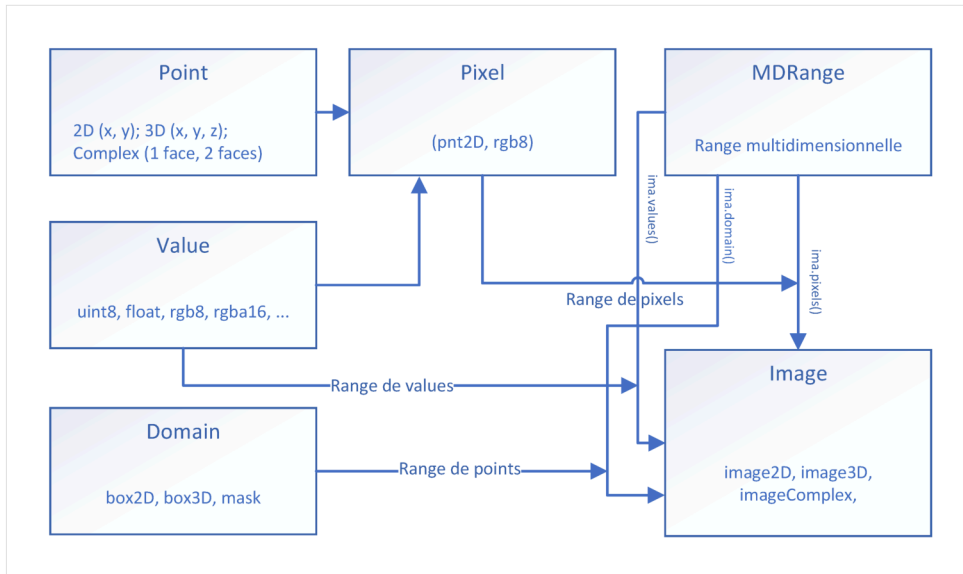 Point
2D (x, y); 3D (x, y, z);
Complex (1 face, 2 faces)
Pixel
(pnt2D, rgb8)
MDRange
Range multidimensionnelle
ima.values()
ima.domain()
ima.pixels()
Value
uint8, float, rgb8, rgba16, ...
Range de pixels
Range de values
Domain
box2D, box3D, mask
Range de points
Image
image2D, image3D,
imageComplex,